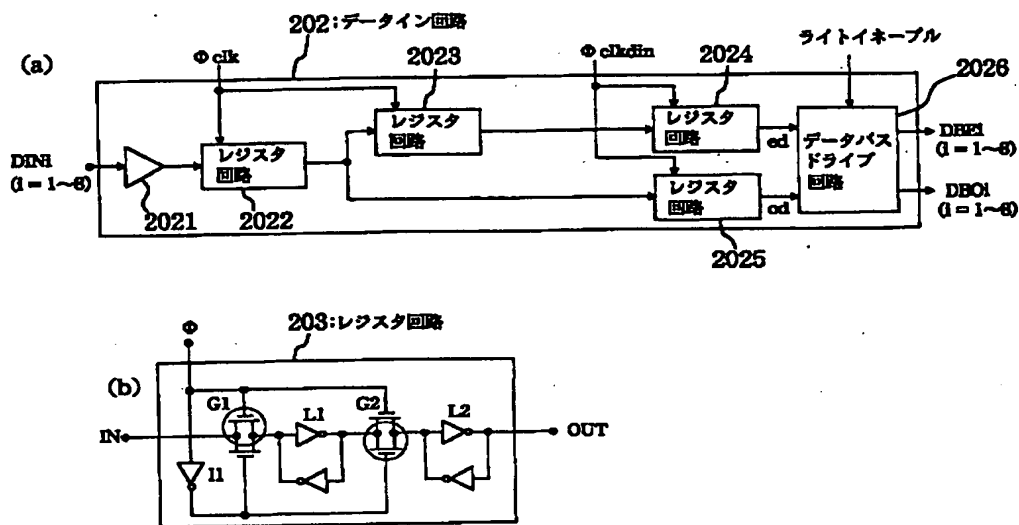 202:データイン回路
(a)
Φclk
2023
Φclkdin
2024
ライトイネーブル
2026
DINi
(i=1~8)
2021
レジスタ
回路
2022
レジスタ
回路
レジスタ
回路
ed
レジスタ
回路
od
2025
データバス
ドライブ
回路
DBEi
(i=1~8)
DBOi
(i=1~8)
203:レジスタ回路
Φ
(b)
G1
L1
G2
L2
IN
OUT
I1